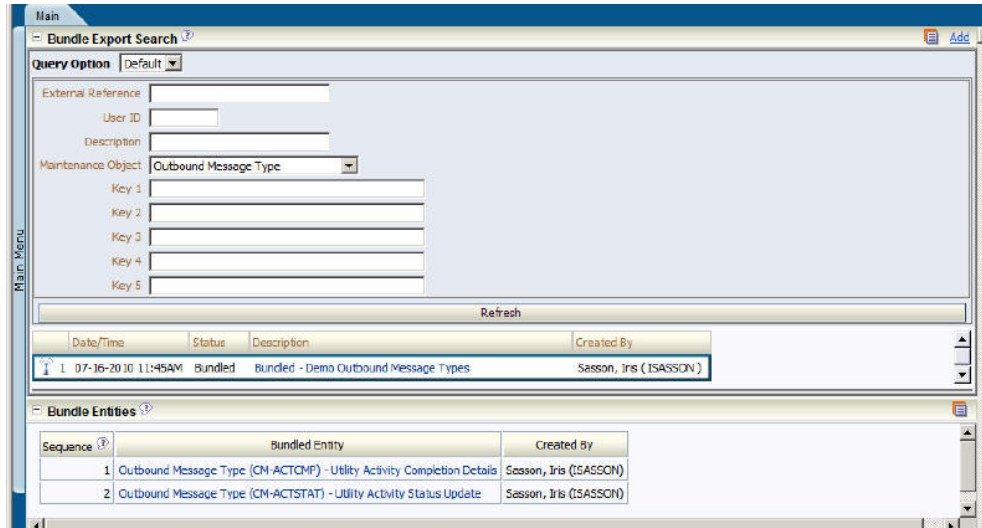 Main
Bundle Export Search
Add
Query Option Default
External Reference
User ID
Description
Maintenance Object Outbound Message Type
Key 1
Key 2
Key 3
Key 4
Key 5
Refresh
Date/Time Status Description Created By
1 07-16-2010 11:45AM Bundled Bundled - Demo Outbound Message Types Sasson, Iris (ISASSON)
Bundle Entities
Sequence Bundled Entity Created By
1 Outbound Message Type (CM-ACTCMP) - Utility Activity Completion Details Sasson, Iris (ISASSON)
2 Outbound Message Type (CM-ACTSTAT) - Utility Activity Status Update Sasson, Iris (ISASSON)
Main Menu